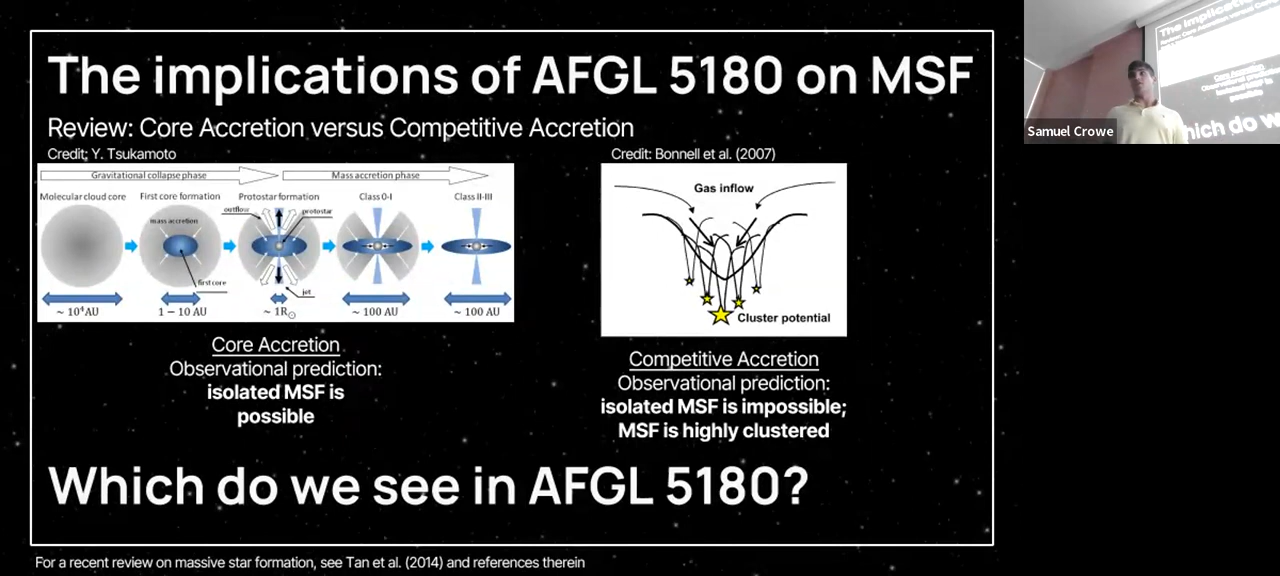 The implications of AFGL 5180 on MSF
Review: Core Accretion versus Competitive Accretion
Credit; Y. Tsukamoto
Gravitational collapse phase
Mass accretion phase
Molecular cloud core
First core formation
Protostar formation
Class 0-I
Class II-III
mass accretion
first core
outflow
protostar
jet
~ 10⁴AU
1 − 10 AU
~ 1R☉
~ 100 AU
~ 100 AU
Core Accretion
Observational prediction:
isolated MSF is
possible
Credit: Bonnell et al. (2007)
Gas inflow
Cluster potential
Competitive Accretion
Observational prediction:
isolated MSF is impossible;
MSF is highly clustered
Which do we see in AFGL 5180?
For a recent review on massive star formation, see Tan et al. (2014) and references therein
Samuel Crowe